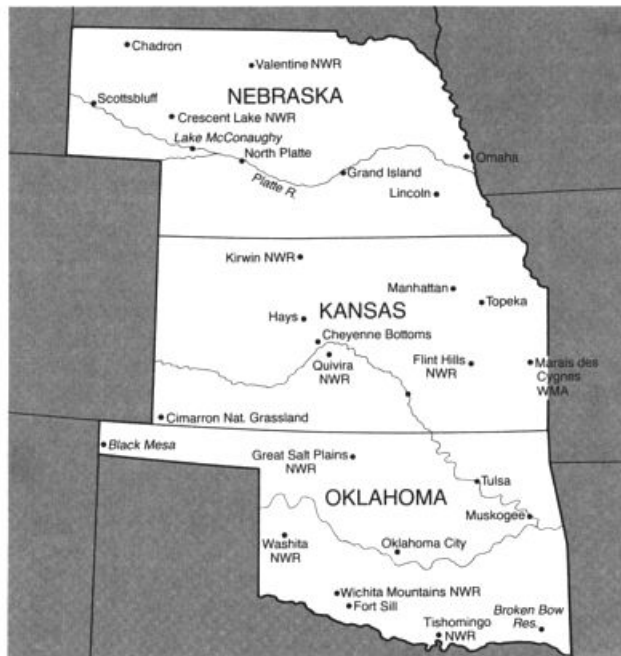 Chadron
Valentine NWR
NEBRASKA
Scottsbluff
Crescent Lake NWR
Lake McConaughy
North Platte
Omaha
Platte R.
Grand Island
Lincoln
Kirwin NWR
Manhattan
Topeka
KANSAS
Hays
Cheyenne Bottoms
Quivira
NWR
Flint Hills
NWR
Marais des
Cygnes
WMA
Cimarron Nat. Grassland
Black Mesa
Great Salt Plains
NWR
Tulsa
OKLAHOMA
Muskogee
Washita
NWR
Oklahoma City
Wichita Mountains NWR
Fort Sill
Tishomingo
NWR
Broken Bow
Res.